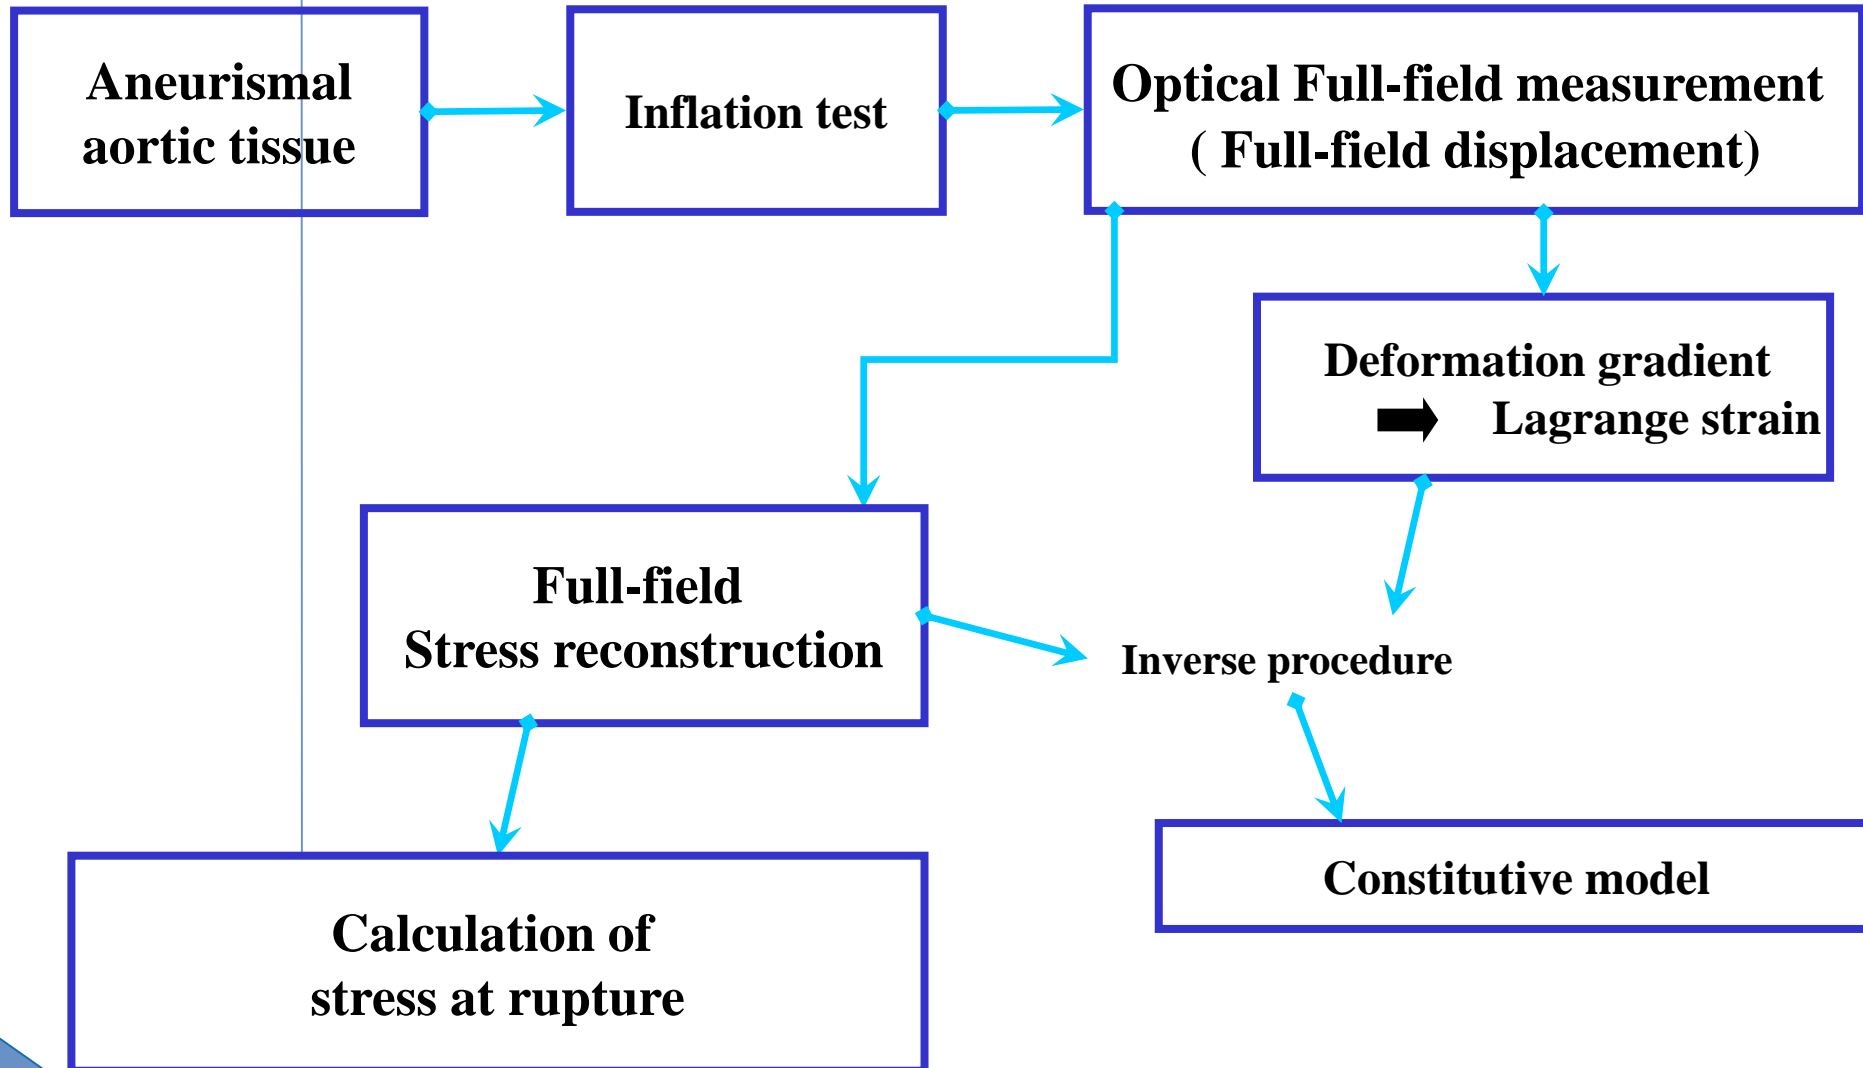 Aneurismal
aortic tissue
Inflation test
Optical Full-field measurement
( Full-field displacement)
Deformation gradient
Lagrange strain
Full-field
Stress reconstruction
Inverse procedure
Constitutive model
Calculation of
stress at rupture